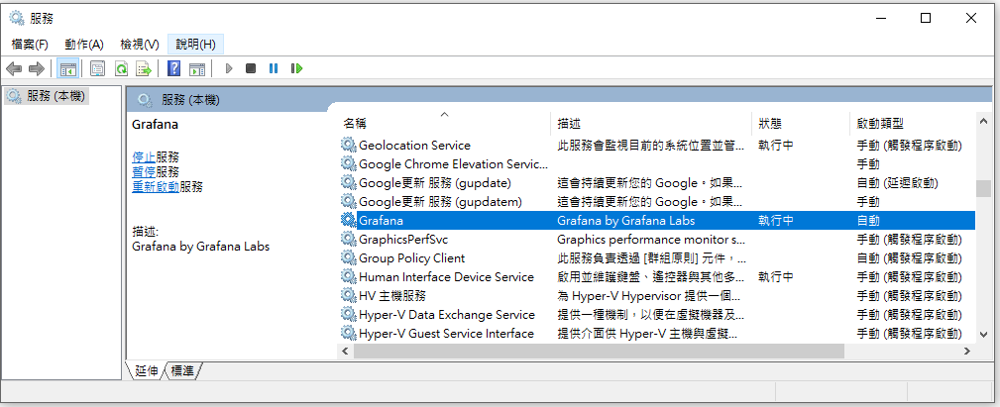 服務
檔案(F) 動作(A) 檢視(V) 說明(H)
服務 (本機)
服務 (本機)
Grafana
停止服務
暫停服務
重新啟動服務
描述:
Grafana by Grafana Labs
名稱 描述 狀態 啟動類型
Geolocation Service 此服務會監視目前的系統位置並管... 執行中 手動 (觸發程序啟動)
Google Chrome Elevation Servic... 手動
Google更新 服務 (gupdate) 這會持續更新您的 Google。如果... 自動 (延遲啟動)
Google更新 服務 (gupdatem) 這會持續更新您的 Google。如果... 手動
Grafana Grafana by Grafana Labs 執行中 自動
GraphicsPerfSvc Graphics performance monitor s... 手動 (觸發程序啟動)
Group Policy Client 此服務負責透過 [群組原則] 元件，... 自動 (觸發程序啟動)
Human Interface Device Service 啟用並維護鍵盤、遙控器與其他多... 執行中 手動 (觸發程序啟動)
HV 主機服務 為 Hyper-V Hypervisor 提供一個... 手動 (觸發程序啟動)
Hyper-V Data Exchange Service 提供一種機制，以便在虛擬機器及... 手動 (觸發程序啟動)
Hyper-V Guest Service Interface 提供介面供 Hyper-V 主機與虛擬... 手動 (觸發程序啟動)
延伸 標準